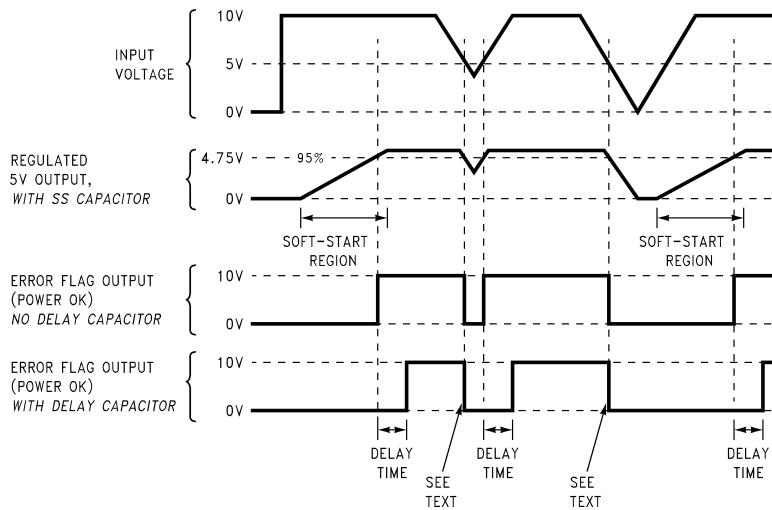 INPUT
VOLTAGE
10V
5V
0V
REGULATED
5V OUTPUT,
WITH SS CAPACITOR
4.75V
95%
0V
SOFT-START
REGION
SOFT-START
REGION
ERROR FLAG OUTPUT
(POWER OK)
NO DELAY CAPACITOR
10V
0V
ERROR FLAG OUTPUT
(POWER OK)
WITH DELAY CAPACITOR
10V
0V
DELAY
TIME
SEE
TEXT
DELAY
TIME
SEE
TEXT
DELAY
TIME